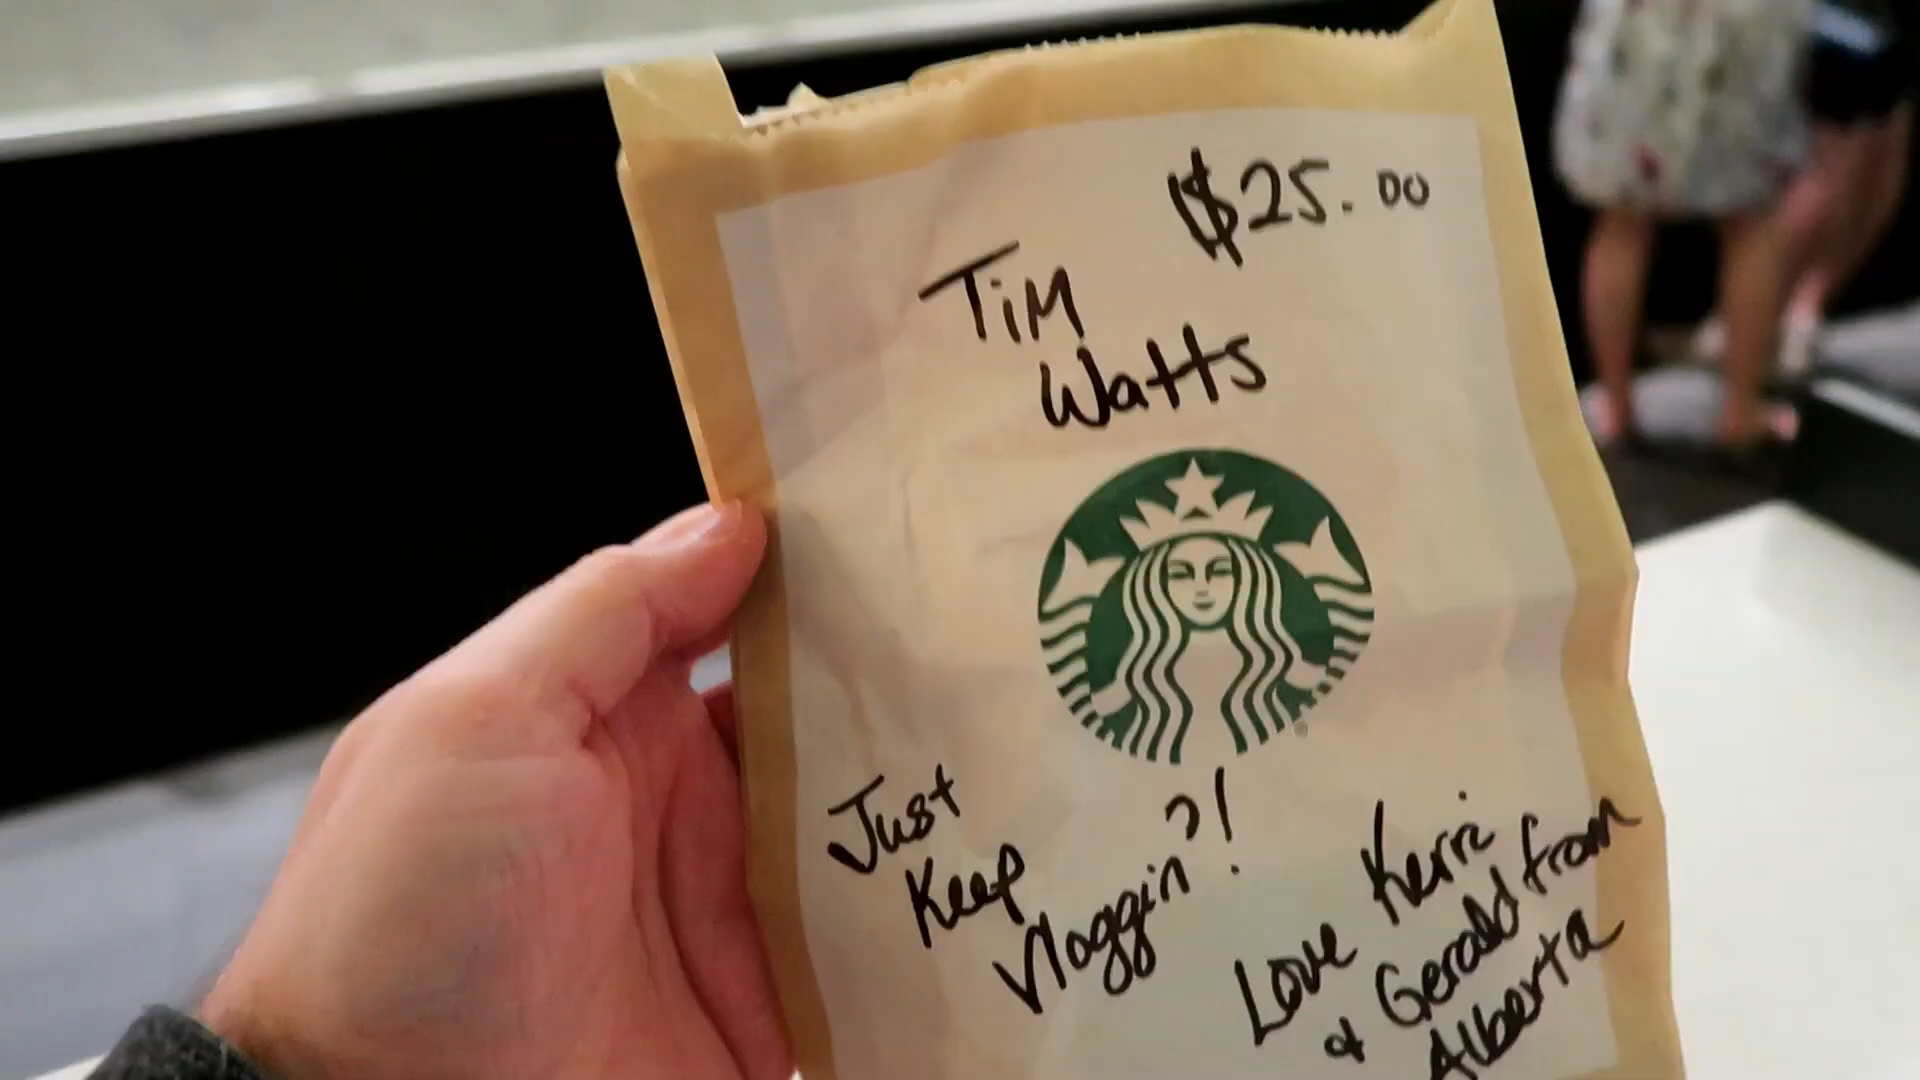 $25.00
TiM
Watts
Just
Keep
Vloggin'!
Love Kerri
& Gerald from
Alberta